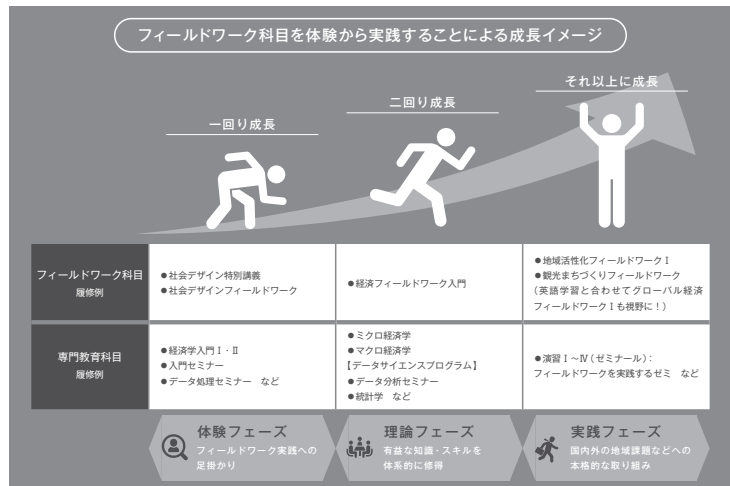 フィールドワーク科目を体験から実践することによる成長イメージ
一回り成長
二回り成長
それ以上に成長
フィールドワーク科目
履修例
●社会デザイン特別講義
●社会デザインフィールドワーク
●経済フィールドワーク入門
●地域活性化フィールドワークⅠ
●観光まちづくりフィールドワーク
(英語学習と合わせてグローバル経済
フィールドワークⅠも視野に!)
専門教育科目
履修例
●経済学入門Ⅰ・Ⅱ
●入門セミナー
●データ処理セミナー など
●ミクロ経済学
●マクロ経済学
【データサイエンスプログラム】
●データ分析セミナー
●統計学 など
●演習Ⅰ~Ⅳ(ゼミナール):
フィールドワークを実践するゼミ など
体験フェーズ
フィールドワーク実践への
足掛かり
理論フェーズ
有益な知識・スキルを
体系的に修得
実践フェーズ
国内外の地域課題などへの
本格的な取り組み